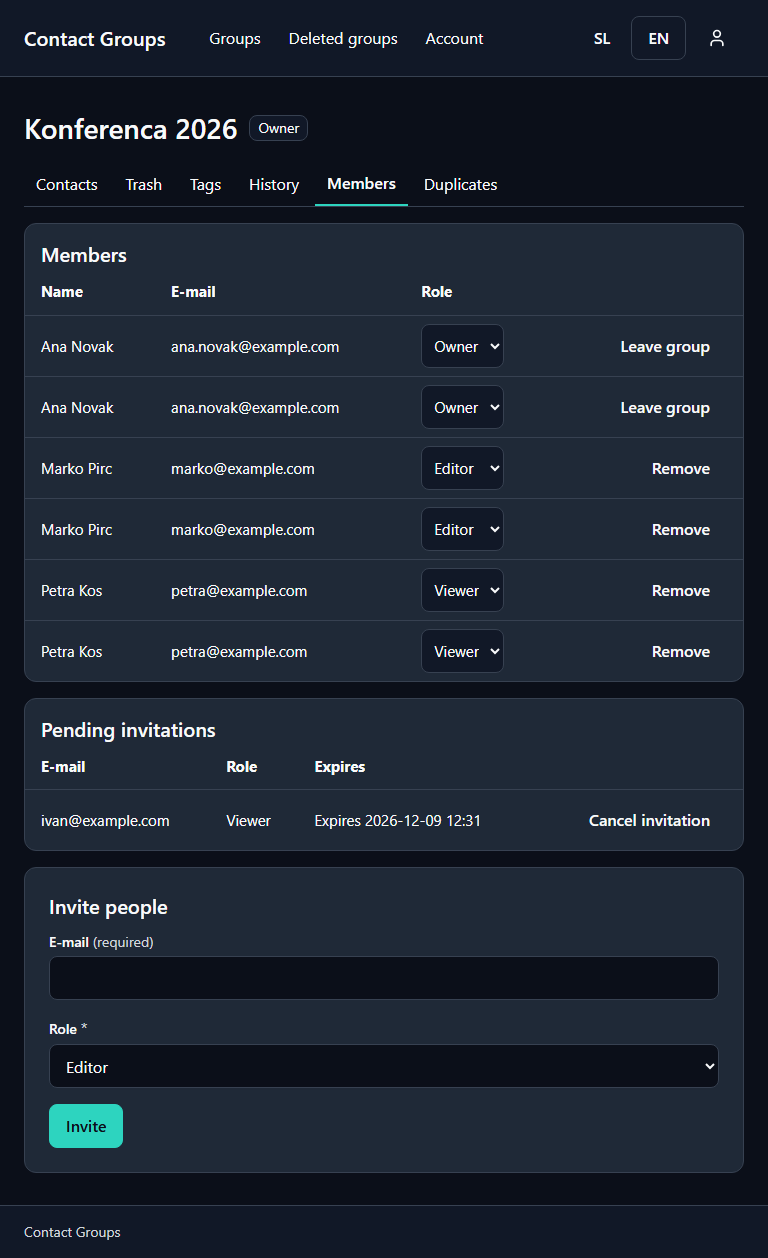 Contact Groups Groups Deleted groups Account SL EN
Konferenca 2026 Owner
Contacts Trash Tags History Members Duplicates
Members
Name E-mail Role
Ana Novak ana.novak@example.com Owner Leave group
Ana Novak ana.novak@example.com Owner Leave group
Marko Pirc marko@example.com Editor Remove
Marko Pirc marko@example.com Editor Remove
Petra Kos petra@example.com Viewer Remove
Petra Kos petra@example.com Viewer Remove
Pending invitations
E-mail Role Expires
ivan@example.com Viewer Expires 2026-12-09 12:31 Cancel invitation
Invite people
E-mail (required)
Role *
Editor
Invite
Contact Groups